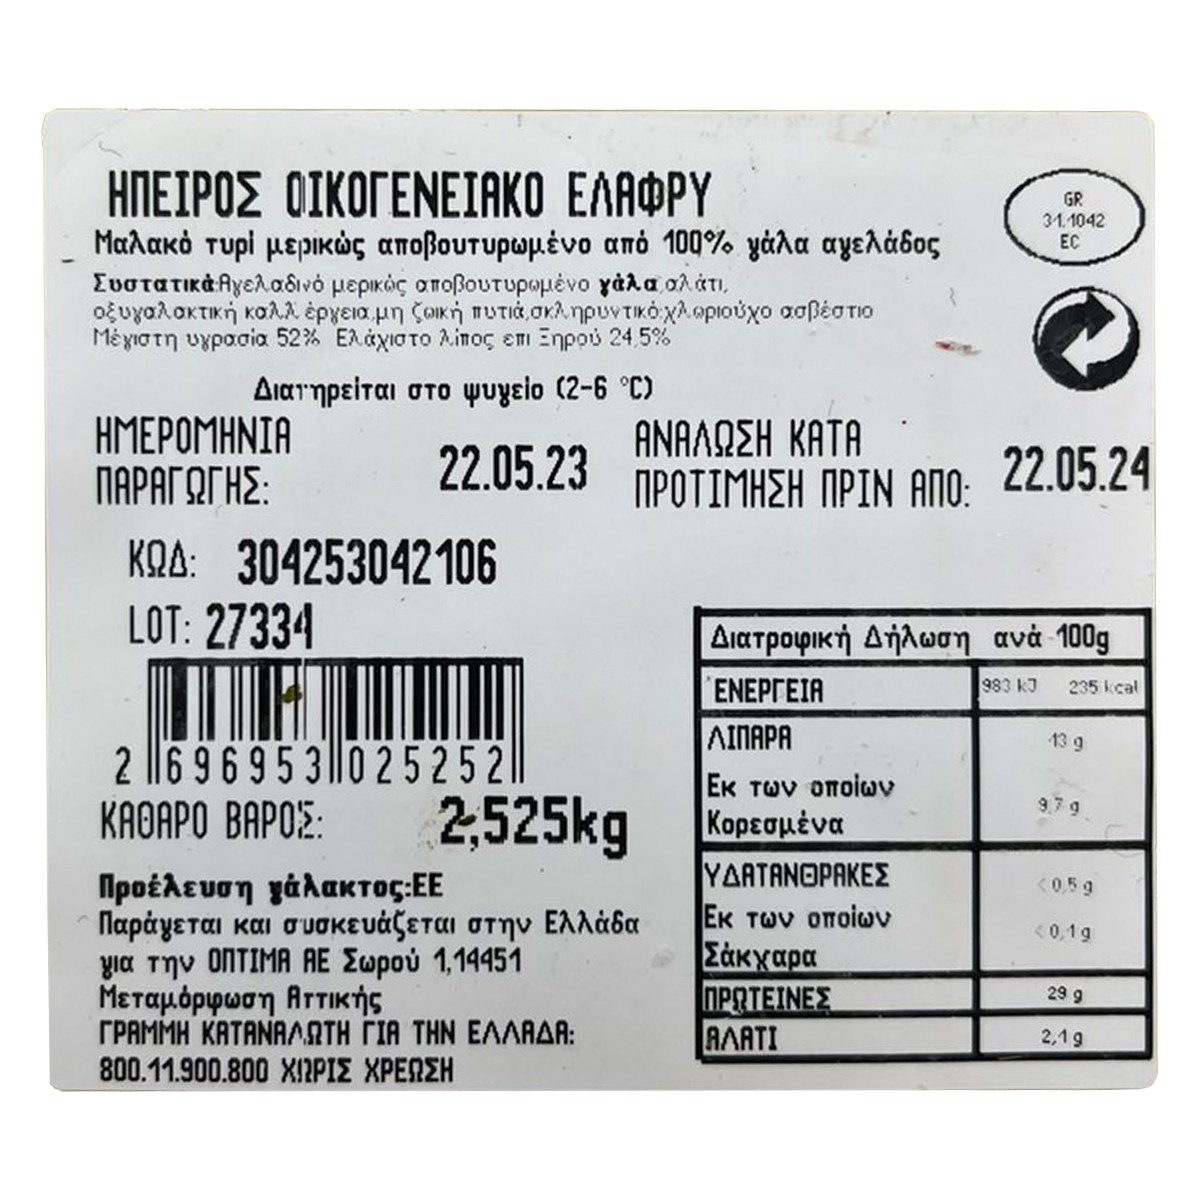 ΗΠΕΙΡΟΣ ΟΙΚΟΓΕΝΕΙΑΚΟ ΕΛΑΦΡΥ
Μαλακό τυρί μερικώς αποβουτυρωμένο από 100% γάλα αγελάδος
GR
31.1042
EC
Συστατικά:Αγελαδινό μερικώς αποβουτυρωμένο γάλα,αλάτι,
οξυγαλακτική καλλιέργεια,μη ζωική πυτιά,σκληρυντικό:χλωριούχο ασβέστιο
Μέγιστη υγρασία 52% Ελάχιστο λίπος επι Ξηρού 24,5%
Διατηρείται στο ψυγείο (2-6 °C)
ΗΜΕΡΟΜΗΝΙΑ
ΠΑΡΑΓΩΓΗΣ: 22.05.23
ΑΝΑΛΩΣΗ ΚΑΤΑ
ΠΡΟΤΙΜΗΣΗ ΠΡΙΝ ΑΠΟ: 22.05.24
ΚΩΔ: 304253042106
LOT: 27334
2 696953 025252
ΚΑΘΑΡΟ ΒΑΡΟΣ: 2,525kg
Προέλευση γάλακτος:ΕΕ
Παράγεται και συσκευάζεται στην Ελλάδα
για την ΟΠΤΙΜΑ ΑΕ Σωρού 1,14451
Μεταμόρφωση Αττικής
ΓΡΑΜΜΗ ΚΑΤΑΝΑΛΩΤΗ ΓΙΑ ΤΗΝ ΕΛΛΑΔΑ:
800.11.900.800 ΧΩΡΙΣ ΧΡΕΩΣΗ
Διατροφική Δήλωση ανά 100g
ΕΝΕΡΓΕΙΑ 983 kJ 235 kcal
ΛΙΠΑΡΑ 13 g
Εκ των οποίων
Κορεσμένα 9,7 g
ΥΔΑΤΑΝΘΡΑΚΕΣ <0,5 g
Εκ των οποίων
Σάκχαρα <0,1 g
ΠΡΩΤΕΙΝΕΣ 29 g
ΑΛΑΤΙ 2,1 g